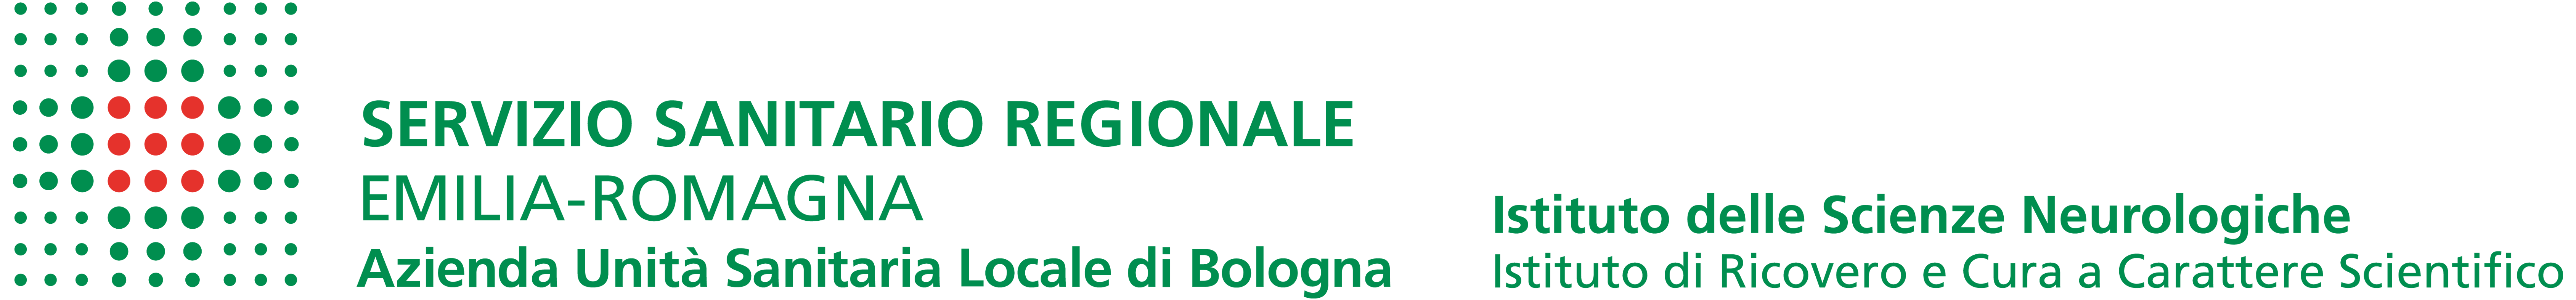 SERVIZIO SANITARIO REGIONALE
EMILIA-ROMAGNA
Azienda Unità Sanitaria Locale di Bologna
Istituto delle Scienze Neurologiche
Istituto di Ricovero e Cura a Carattere Scientifico